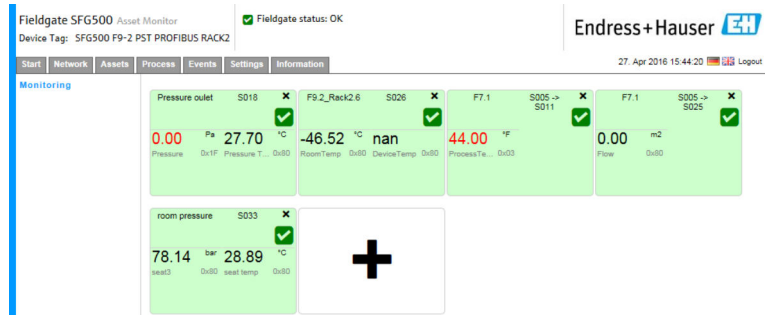 Fieldgate SFG500 Asset Monitor
Device Tag: SFG500 F9-2 PST PROFIBUS RACK2
Fieldgate status: OK
Endress+Hauser EH
Start Network Assets Process Events Settings Information
27. Apr 2016 15:44:20 Logout
Monitoring
Pressure oulet S018 ×
0.00 Pa 27.70 °C
Pressure 0x1F Pressure T... 0x80
F9.2_Rack2.6 S026 ×
-46.52 °C nan
RoomTemp 0x80 DeviceTemp 0x80
F7.1 S005 -> ×
S011
44.00 °F
ProcessTe... 0x03
F7.1 S005 -> ×
S025
0.00 m2
Flow 0x80
room pressure S033 ×
78.14 bar 28.89 °C
seat3 0x80 seat temp 0x80